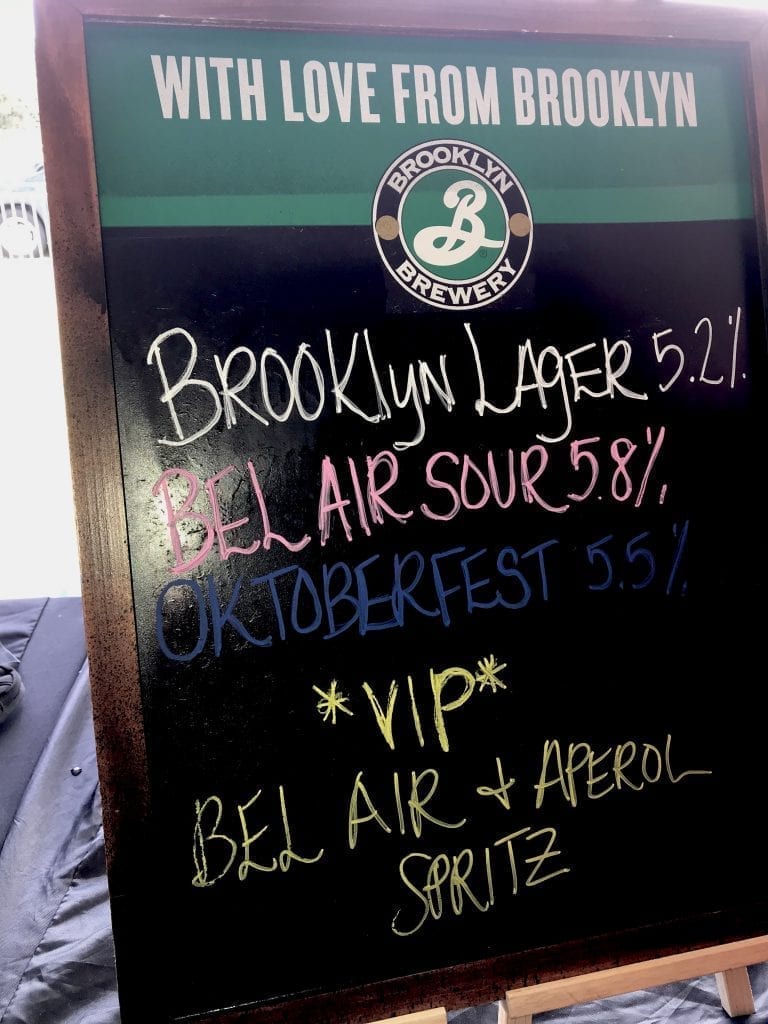 WITH LOVE FROM BROOKLYN
BROOKLYN
B
BREWERY
BROOKlyN LAgER 5.2%
BEL AIR SOUR 5.8%
OKTOBERFEST 5.5%
*VIP*
BEL AIR + APEROL
SPRITZ